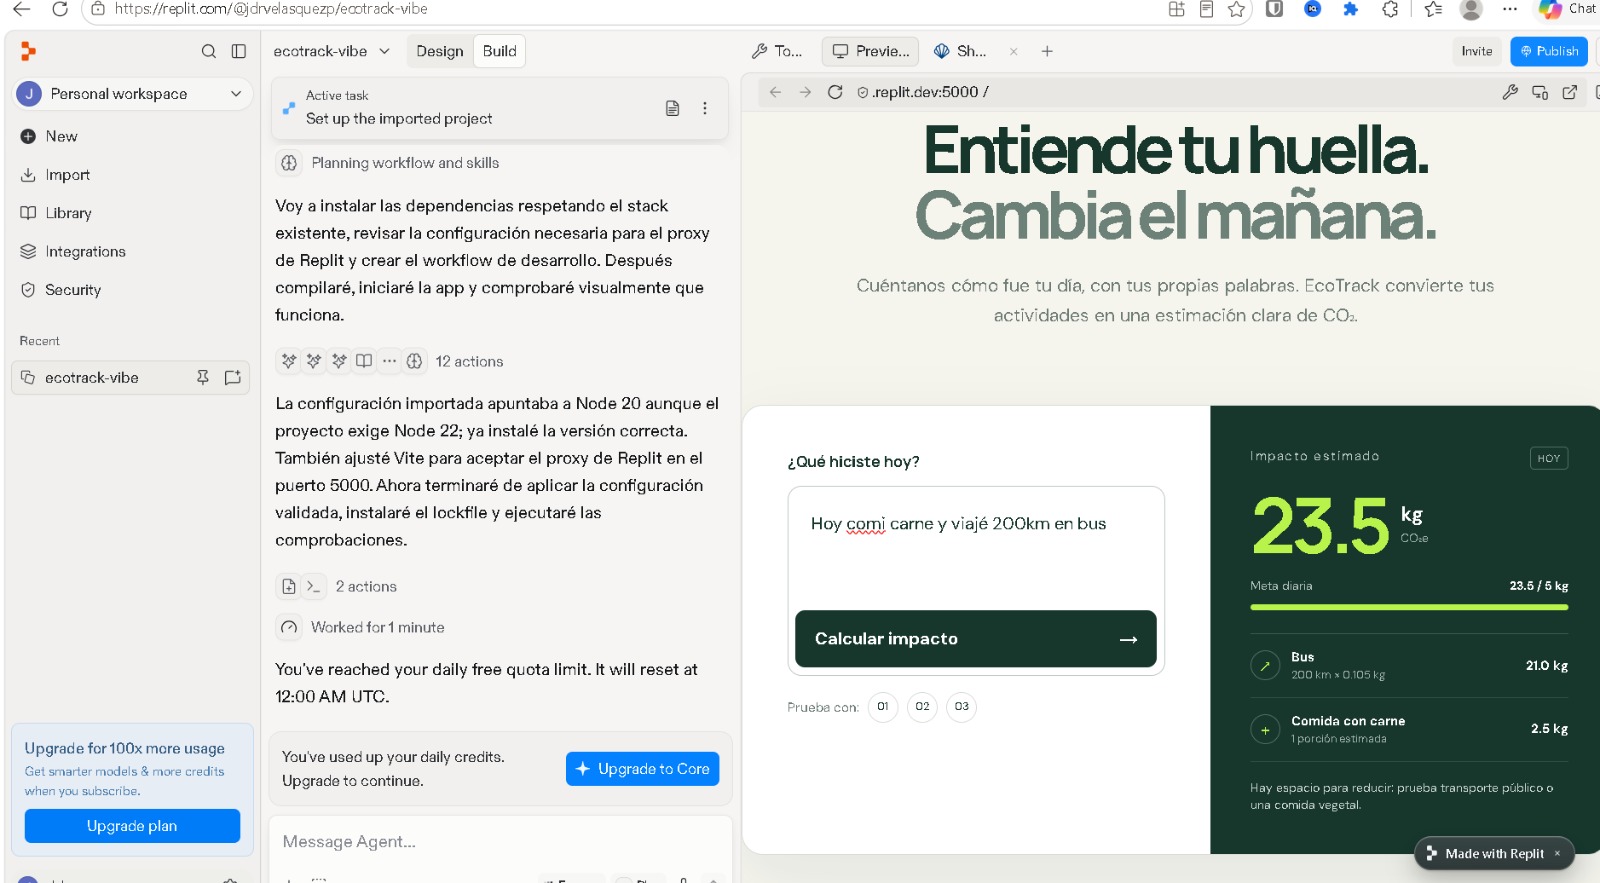 https://replit.com/@jdrvelasquezp/ecotrack-vibe
Chat
ecotrack-vibe
Design
Build
To...
Previe...
Sh...
Invite
Publish
J
Personal workspace
New
Import
Library
Integrations
Security
Recent
ecotrack-vibe
Upgrade for 100x more usage
Get smarter models & more credits
when you subscribe.
Upgrade plan
Active task
Set up the imported project
Planning workflow and skills
Voy a instalar las dependencias respetando el stack
existente, revisar la configuración necesaria para el proxy
de Replit y crear el workflow de desarrollo. Después
compilaré, iniciaré la app y comprobaré visualmente que
funciona.
12 actions
La configuración importada apuntaba a Node 20 aunque el
proyecto exige Node 22; ya instalé la versión correcta.
También ajusté Vite para aceptar el proxy de Replit en el
puerto 5000. Ahora terminaré de aplicar la configuración
validada, instalaré el lockfile y ejecutaré las
comprobaciones.
2 actions
Worked for 1 minute
You've reached your daily free quota limit. It will reset at
12:00 AM UTC.
You've used up your daily credits.
Upgrade to continue.
Upgrade to Core
Message Agent...
.replit.dev:5000 /
Entiende tu huella.
Cambia el mañana.
Cuéntanos cómo fue tu día, con tus propias palabras. EcoTrack convierte tus
actividades en una estimación clara de CO₂.
¿Qué hiciste hoy?
Hoy comi carne y viajé 200km en bus
Calcular impacto →
Prueba con: 01 02 03
Impacto estimado
HOY
23.5 kg
CO₂e
Meta diaria
23.5 / 5 kg
Bus
200 km × 0.105 kg
21.0 kg
Comida con carne
1 porción estimada
2.5 kg
Hay espacio para reducir: prueba transporte público o
una comida vegetal.
Made with Replit ×